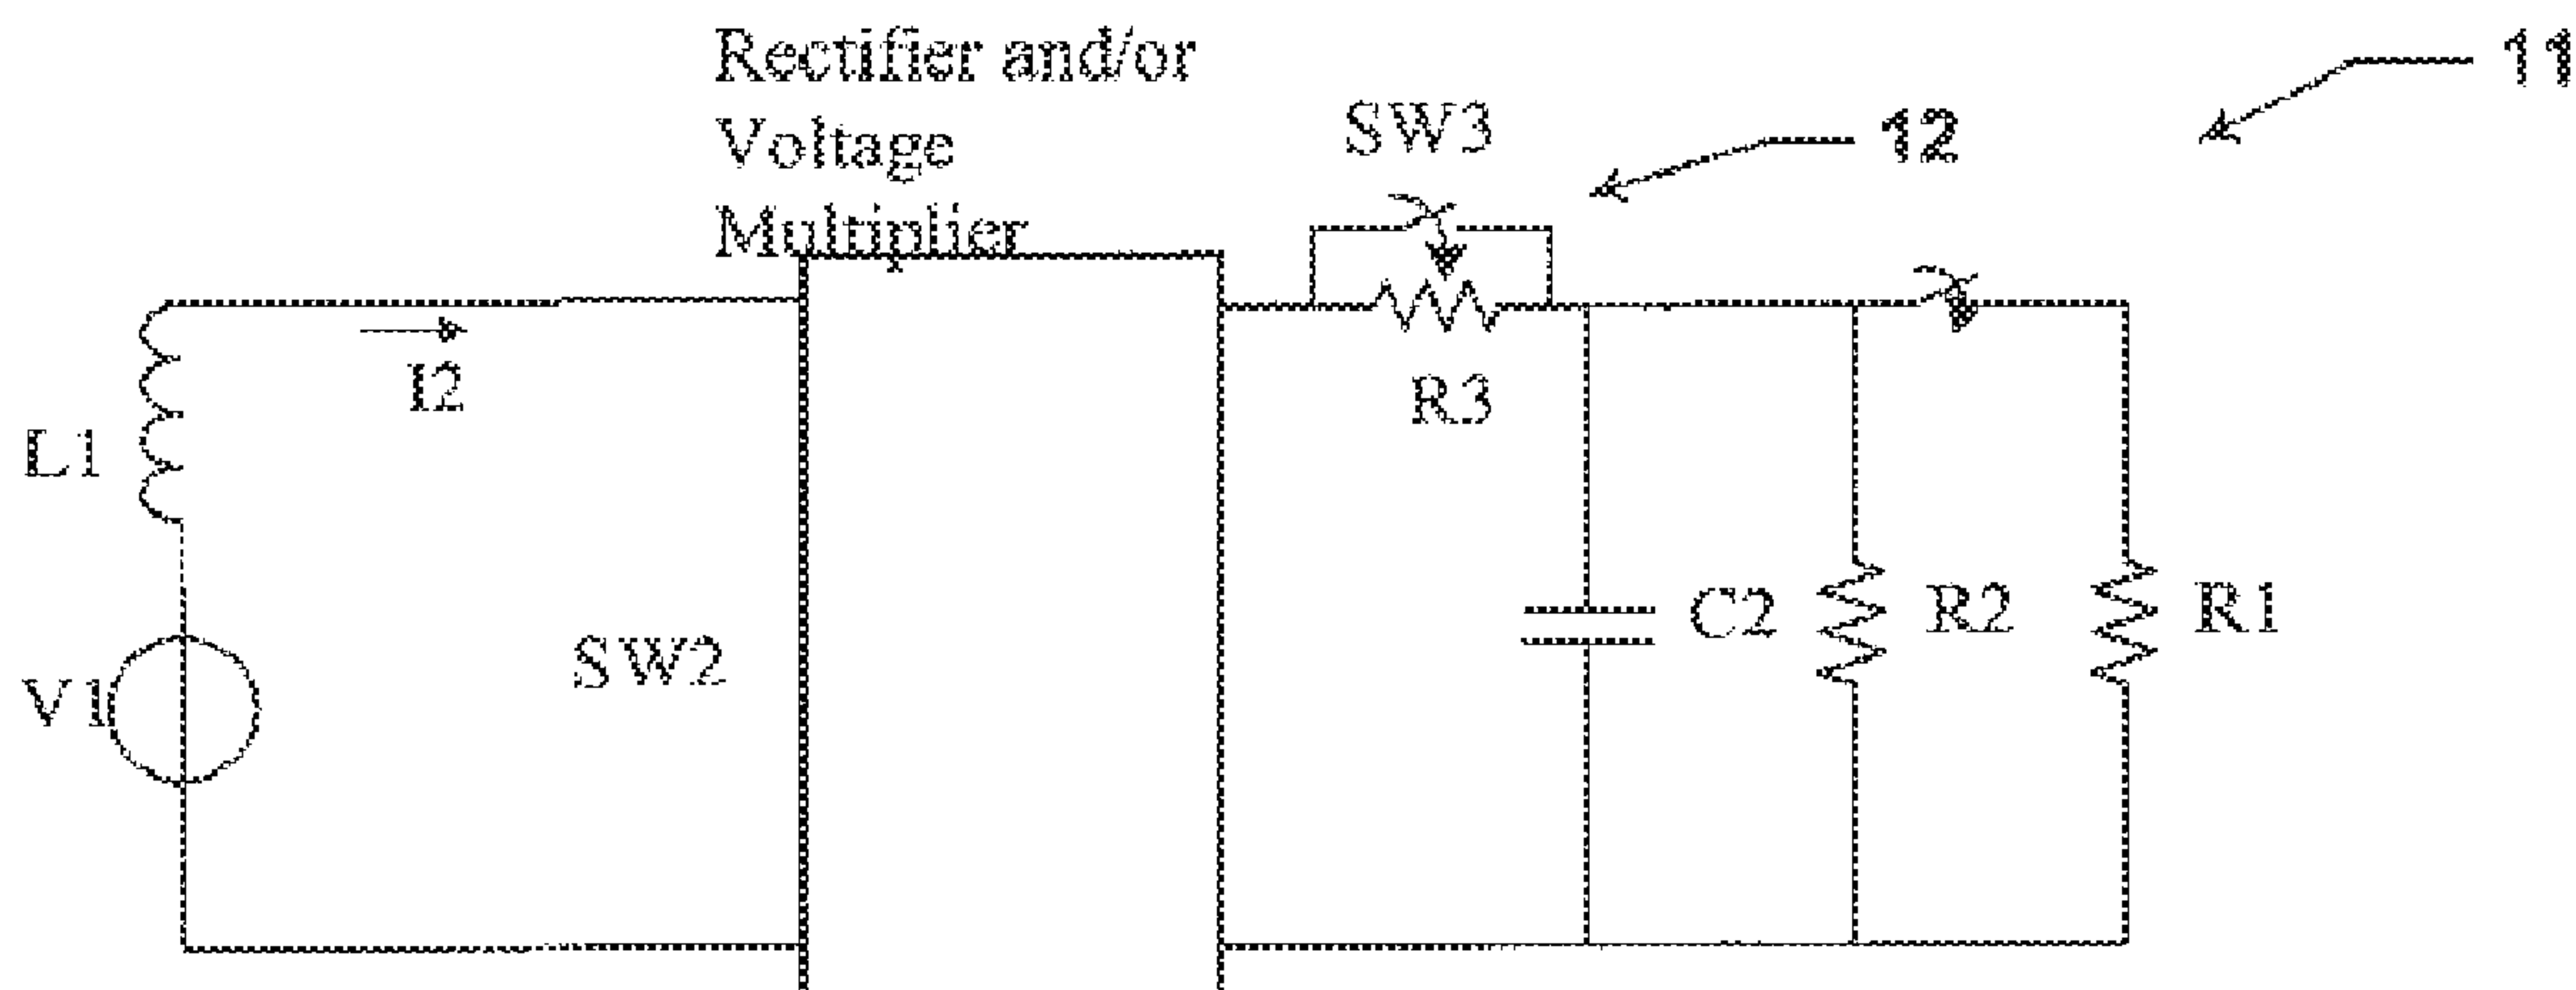 Rectifier and/or
Voltage
Multiplier
SW3
12
11
I2
R3
L1
SW2
C2
R2
R1
V1